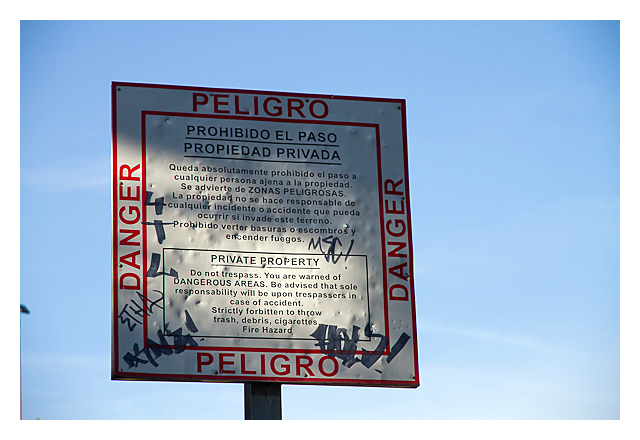 PELIGRO
PROHIBIDO EL PASO
PROPIEDAD PRIVADA
Queda absolutamente prohibido el paso a
cualquier persona ajena a la propiedad.
Se advierte de ZONAS PELIGROSAS.
La propiedad no se hace responsable de
cualquier incidente o accidente que pueda
ocurrir si invade este terreno.
Prohibido verter basuras o escombros y
encender fuegos.
PRIVATE PROPERTY
Do not trespass. You are warned of
DANGEROUS AREAS. Be advised that sole
responsability will be upon trespassers in
case of accident.
Strictly forbitten to throw
trash, debris, cigarettes
Fire Hazard
DANGER
DANGER
PELIGRO